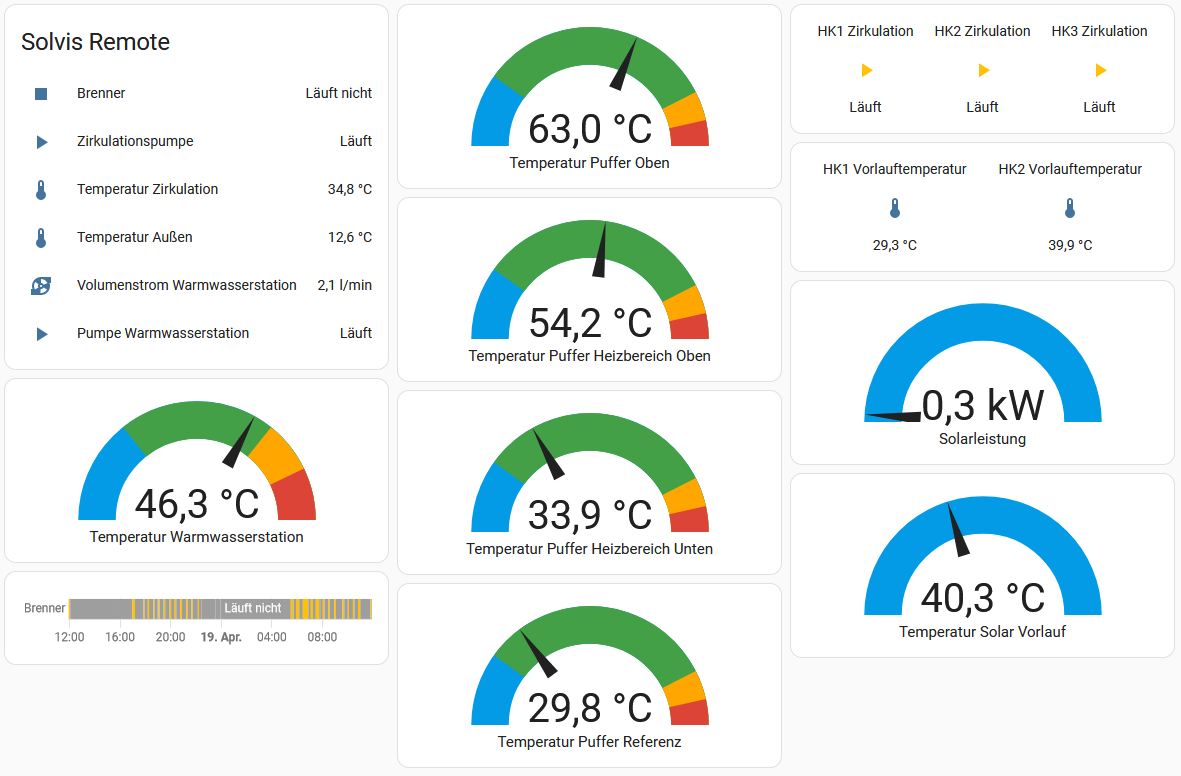 Solvis Remote
Brenner Läuft nicht
Zirkulationspumpe Läuft
Temperatur Zirkulation 34,8 °C
Temperatur Außen 12,6 °C
Volumenstrom Warmwasserstation 2,1 l/min
Pumpe Warmwasserstation Läuft
46,3 °C
Temperatur Warmwasserstation
Brenner Läuft nicht
12:00 16:00 20:00 19. Apr. 04:00 08:00
63,0 °C
Temperatur Puffer Oben
54,2 °C
Temperatur Puffer Heizbereich Oben
33,9 °C
Temperatur Puffer Heizbereich Unten
29,8 °C
Temperatur Puffer Referenz
HK1 Zirkulation HK2 Zirkulation HK3 Zirkulation
Läuft Läuft Läuft
HK1 Vorlauftemperatur HK2 Vorlauftemperatur
29,3 °C 39,9 °C
0,3 kW
Solarleistung
40,3 °C
Temperatur Solar Vorlauf